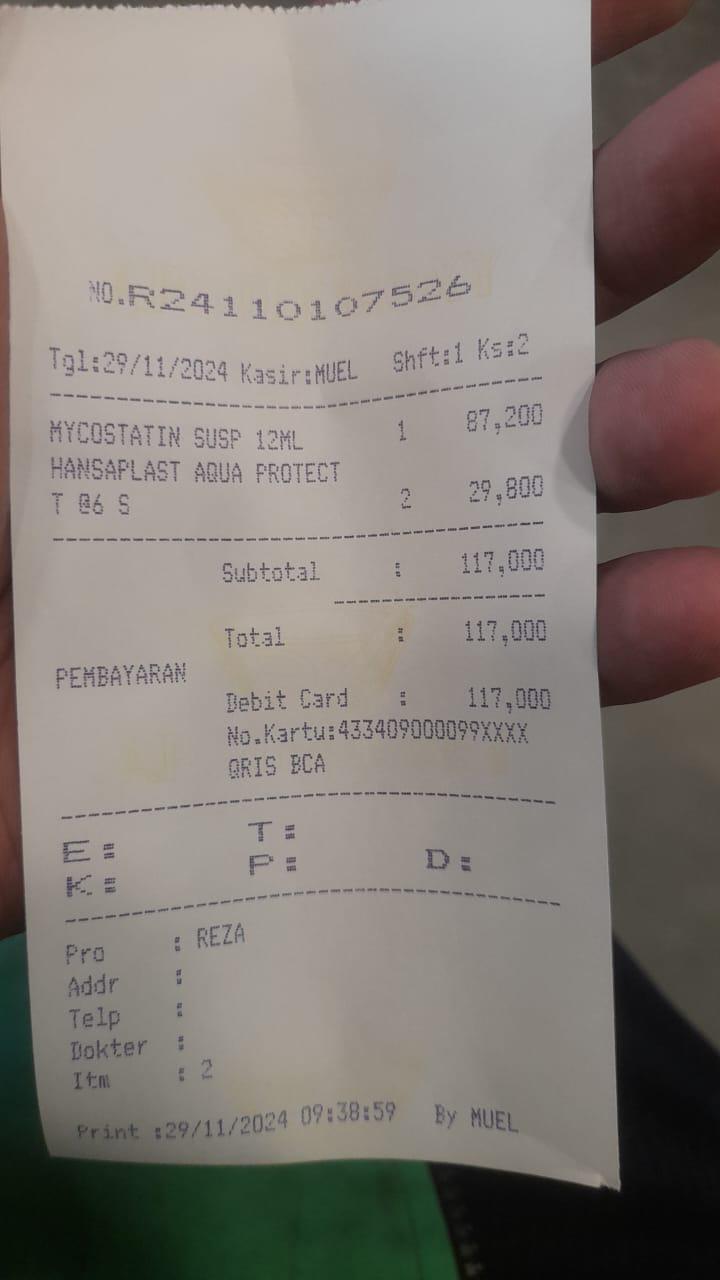 NO.R24110107526
Tgl:29/11/2024 Kasir:MUEL Shft:1 Ks:2
MYCOSTATIN SUSP 12ML 1 87,200
HANSAPLAST AQUA PROTECT
T @6 S 2 29,800
Subtotal : 117,000
Total : 117,000
PEMBAYARAN
Debit Card : 117,000
No.Kartu:433409000099XXXX
QRIS BCA
E: T:
K: P: D:
Pro : REZA
Addr :
Telp :
Dokter :
Itm : 2
Print :29/11/2024 09:38:59 By MUEL